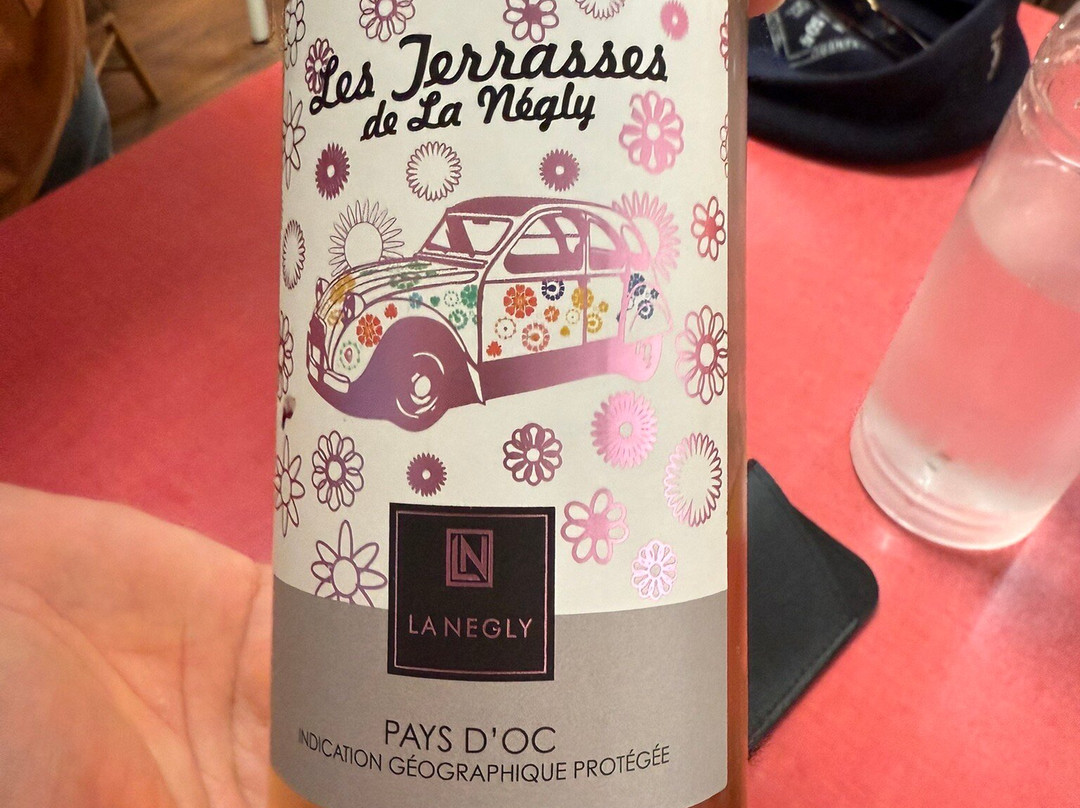 Les Terrasses
de La Négly
LN
LA NEGLY
PAYS D'OC
INDICATION GÉOGRAPHIQUE PROTÉGÉE